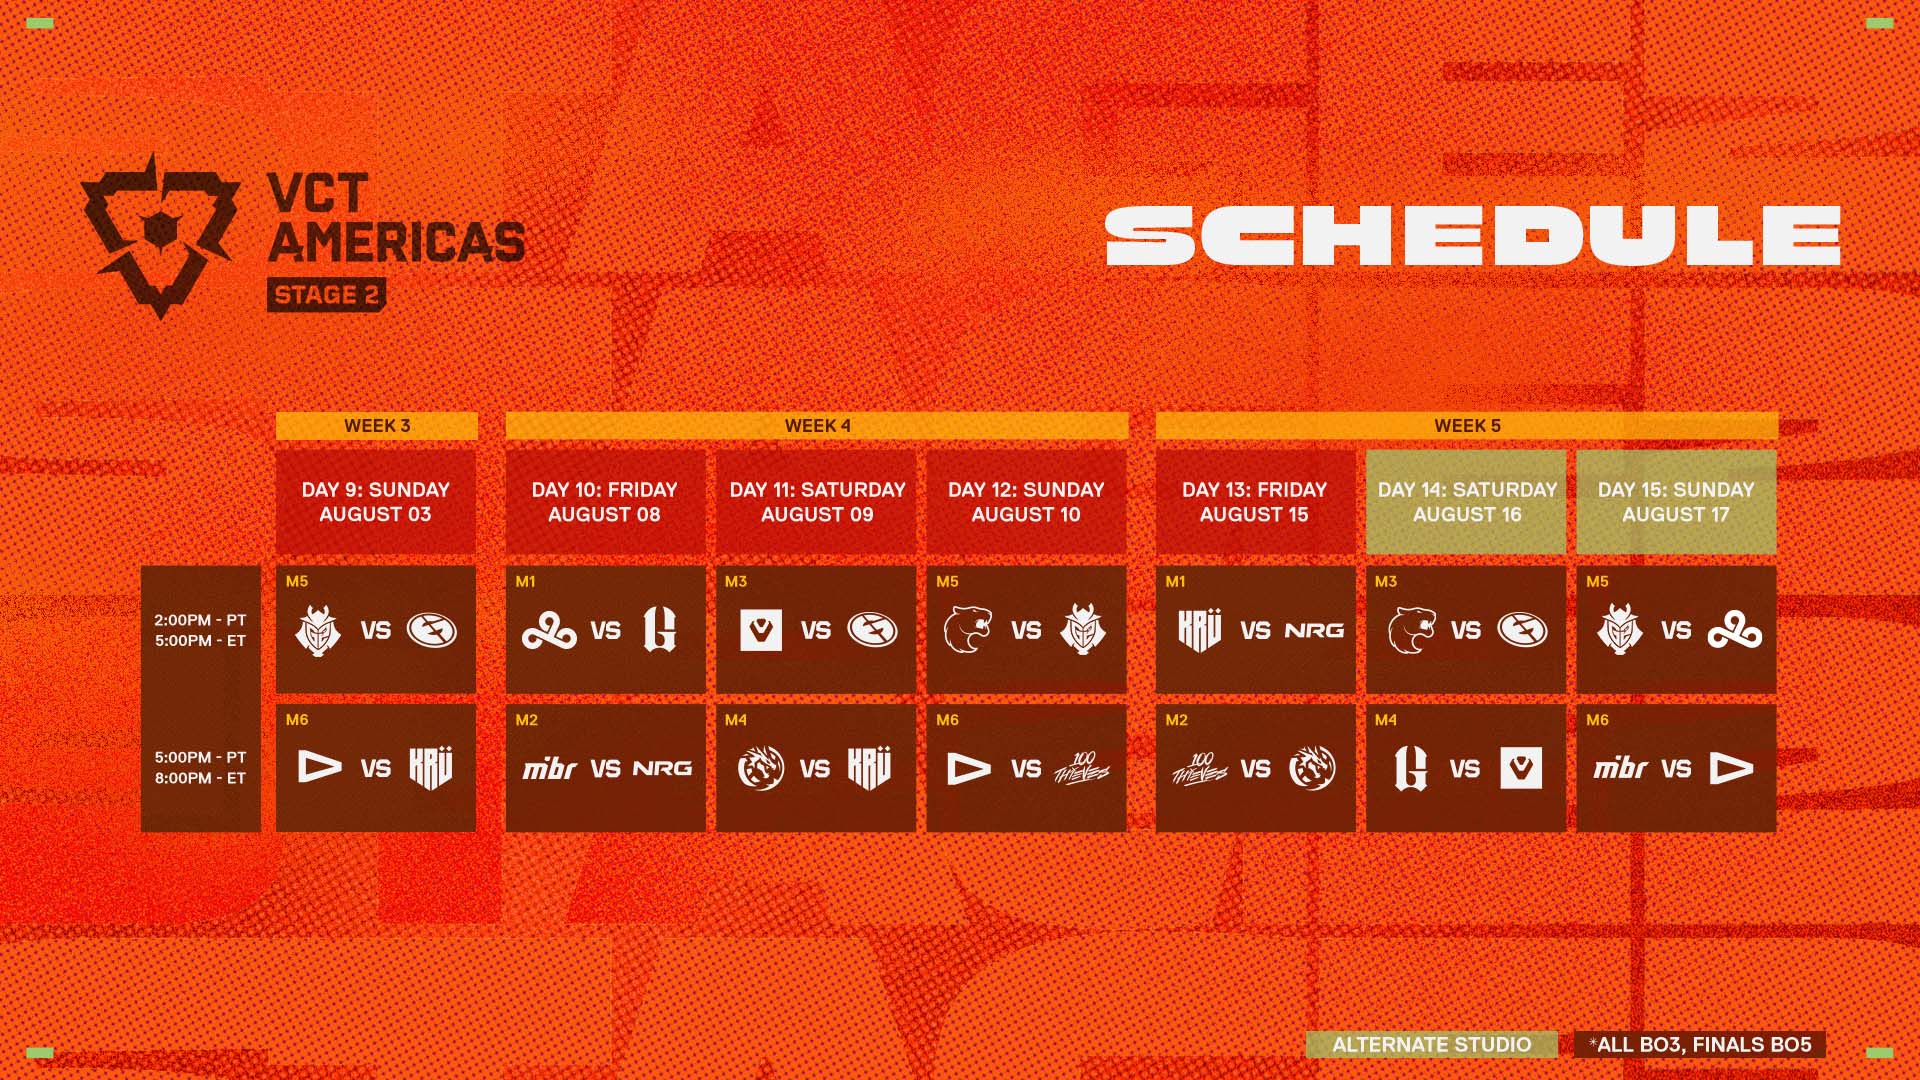 VCT
AMERICAS
STAGE 2
SCHEDULE
WEEK 3
WEEK 4
WEEK 5
DAY 9: SUNDAY
AUGUST 03
DAY 10: FRIDAY
AUGUST 08
DAY 11: SATURDAY
AUGUST 09
DAY 12: SUNDAY
AUGUST 10
DAY 13: FRIDAY
AUGUST 15
DAY 14: SATURDAY
AUGUST 16
DAY 15: SUNDAY
AUGUST 17
2:00PM - PT
5:00PM - ET
M5
VS
M1
VS G
M3
VS
M5
VS
M1
KRÜ VS NRG
M3
VS
M5
VS
5:00PM - PT
8:00PM - ET
M6
VS KRÜ
M2
mibr VS NRG
M4
VS KRÜ
M6
VS 100 THIEVES
M2
100 THIEVES VS
M4
G VS
M6
mibr VS
ALTERNATE STUDIO
*ALL BO3, FINALS BO5